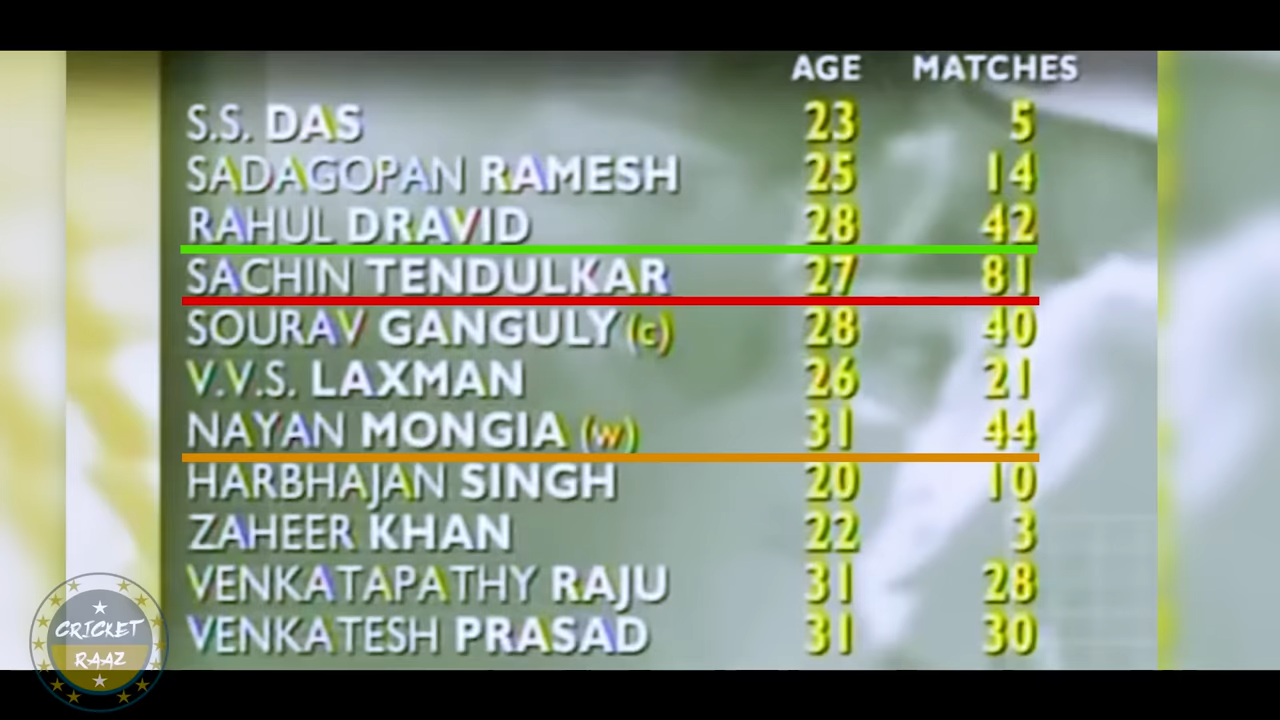 AGE MATCHES
S.S. DAS 23 5
SADAGOPAN RAMESH 25 14
RAHUL DRAVID 28 42
SACHIN TENDULKAR 27 81
SOURAV GANGULY (c) 28 40
V.V.S. LAXMAN 26 21
NAYAN MONGIA (w) 31 44
HARBHAJAN SINGH 20 10
ZAHEER KHAN 22 3
VENKATAPATHY RAJU 31 28
VENKATESH PRASAD 31 30
CRICKET
RAAZ